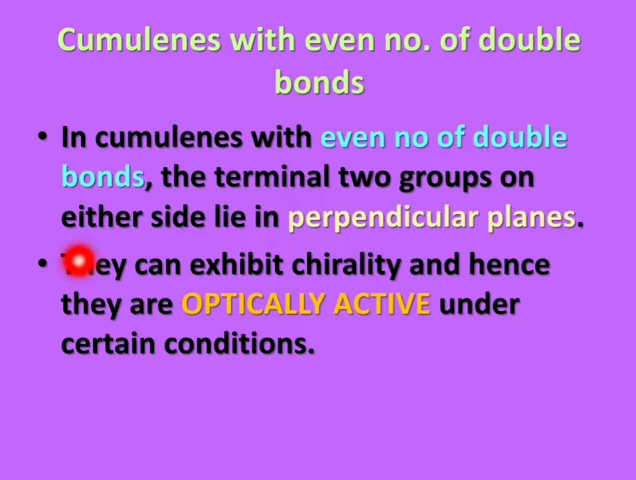 Cumulenes with even no. of double
bonds
• In cumulenes with even no of double
bonds, the terminal two groups on
either side lie in perpendicular planes.
• They can exhibit chirality and hence
they are OPTICALLY ACTIVE under
certain conditions.